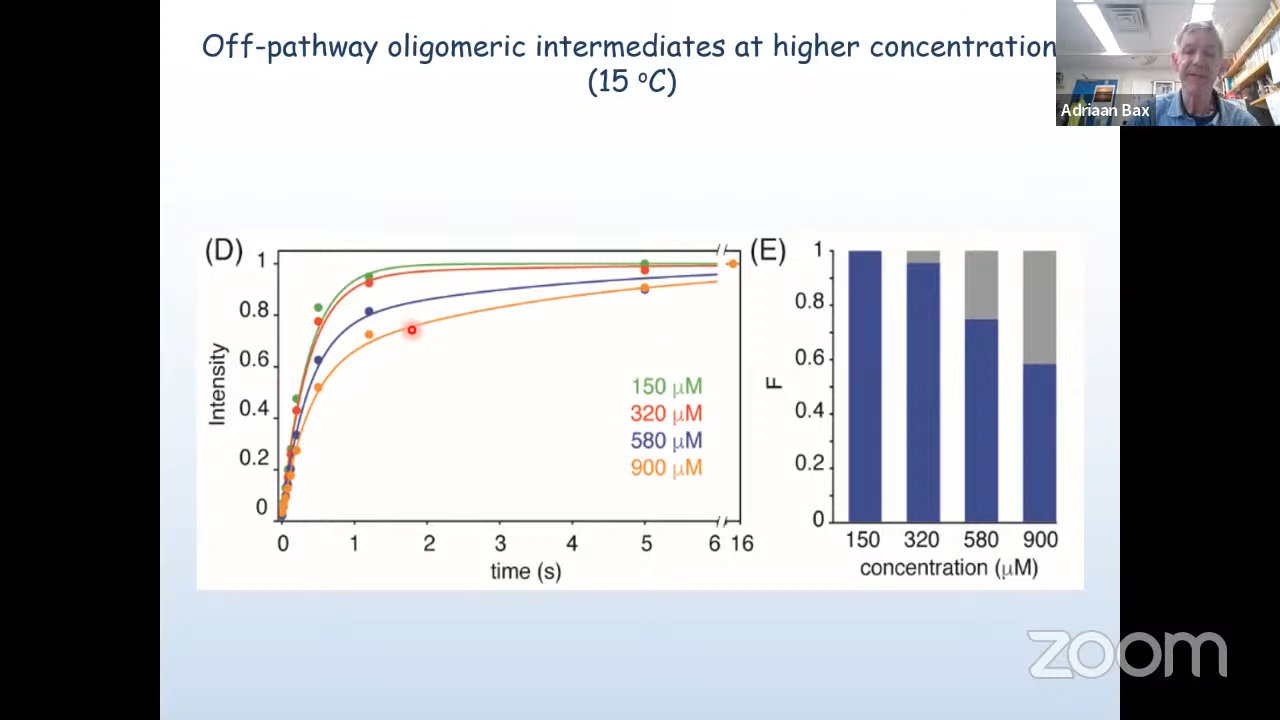 Off-pathway oligomeric intermediates at higher concentration
(15 °C)
Adriaan Bax
(D)
Intensity
1
0.8
0.6
0.4
0.2
0
0 1 2 3 4 5 6 16
time (s)
150 μM
320 μM
580 μM
900 μM
(E)
F
1
0.8
0.6
0.4
0.2
0
150 320 580 900
concentration (μM)
zoom